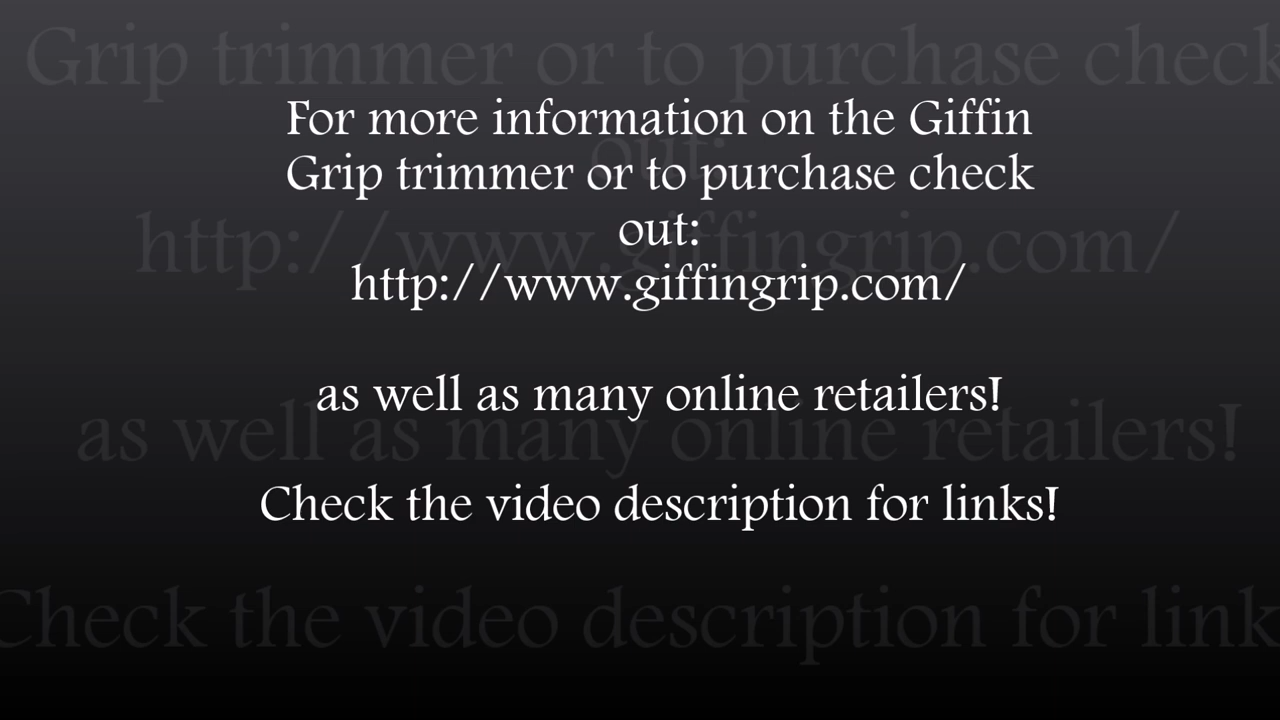 For more information on the Giffin
Grip trimmer or to purchase check
out:
http://www.giffingrip.com/
as well as many online retailers!
Check the video description for links!